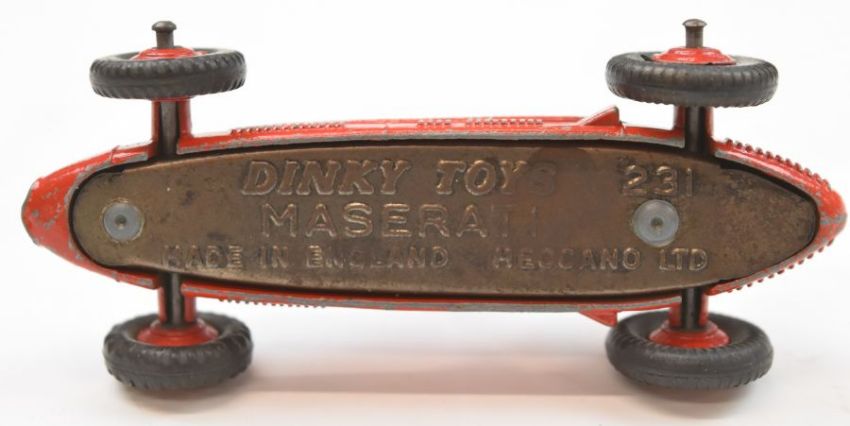 DINKY TOYS 231
MASERATI
MADE IN ENGLAND MECCANO LTD